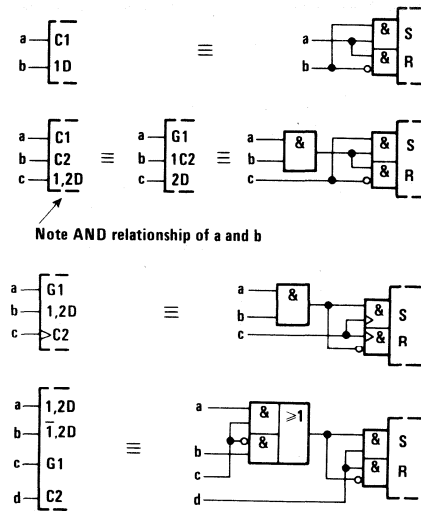 a C1
b 1D
≡
a
b
&
&
S
R
a C1
b C2
c 1,2D
≡
a G1
b 1C2
c 2D
≡
a
b
c
&
&
&
S
R
Note AND relationship of a and b
a G1
b 1,2D
c C2
≡
a
b
c
&
&
&
S
R
a 1,2D
b 1̅,2D
c G1
d C2
≡
a
b
c
d
&
&
≥1
&
&
S
R